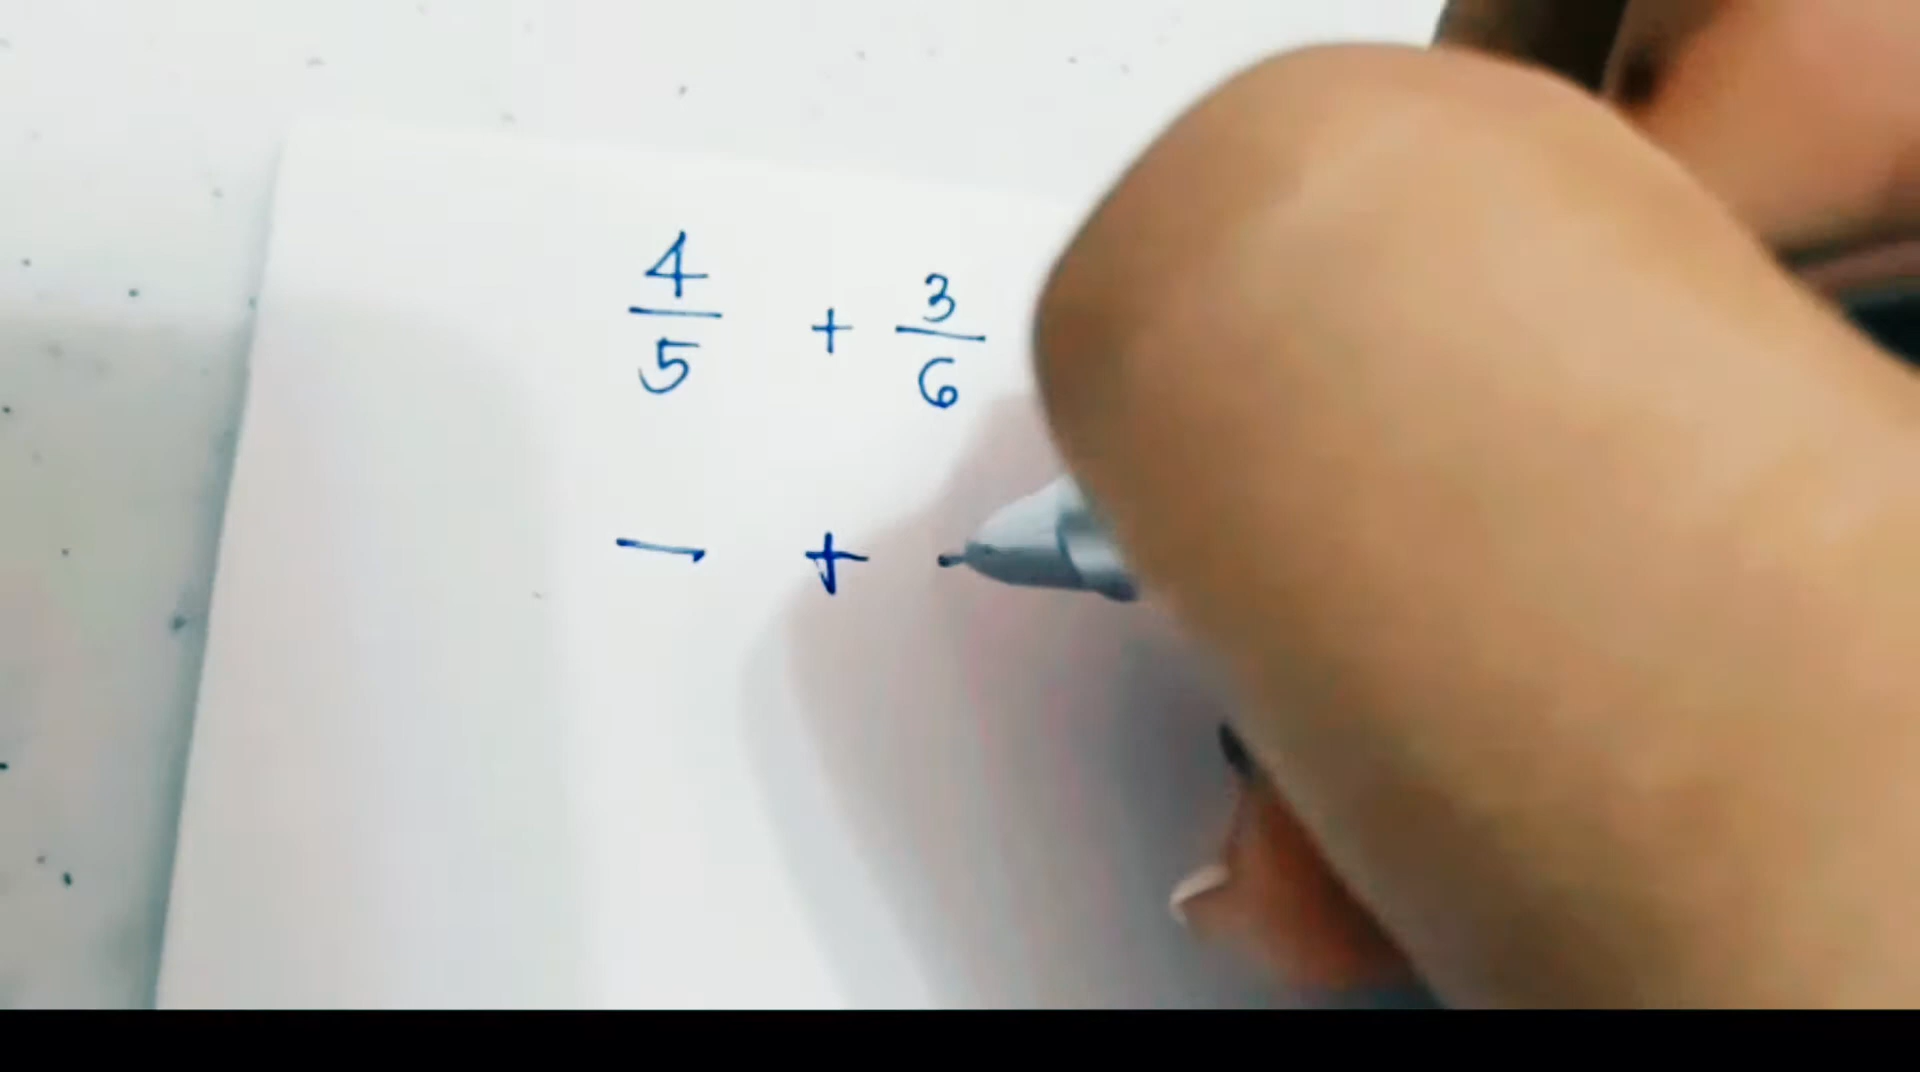 4/5 + 3/6
— +